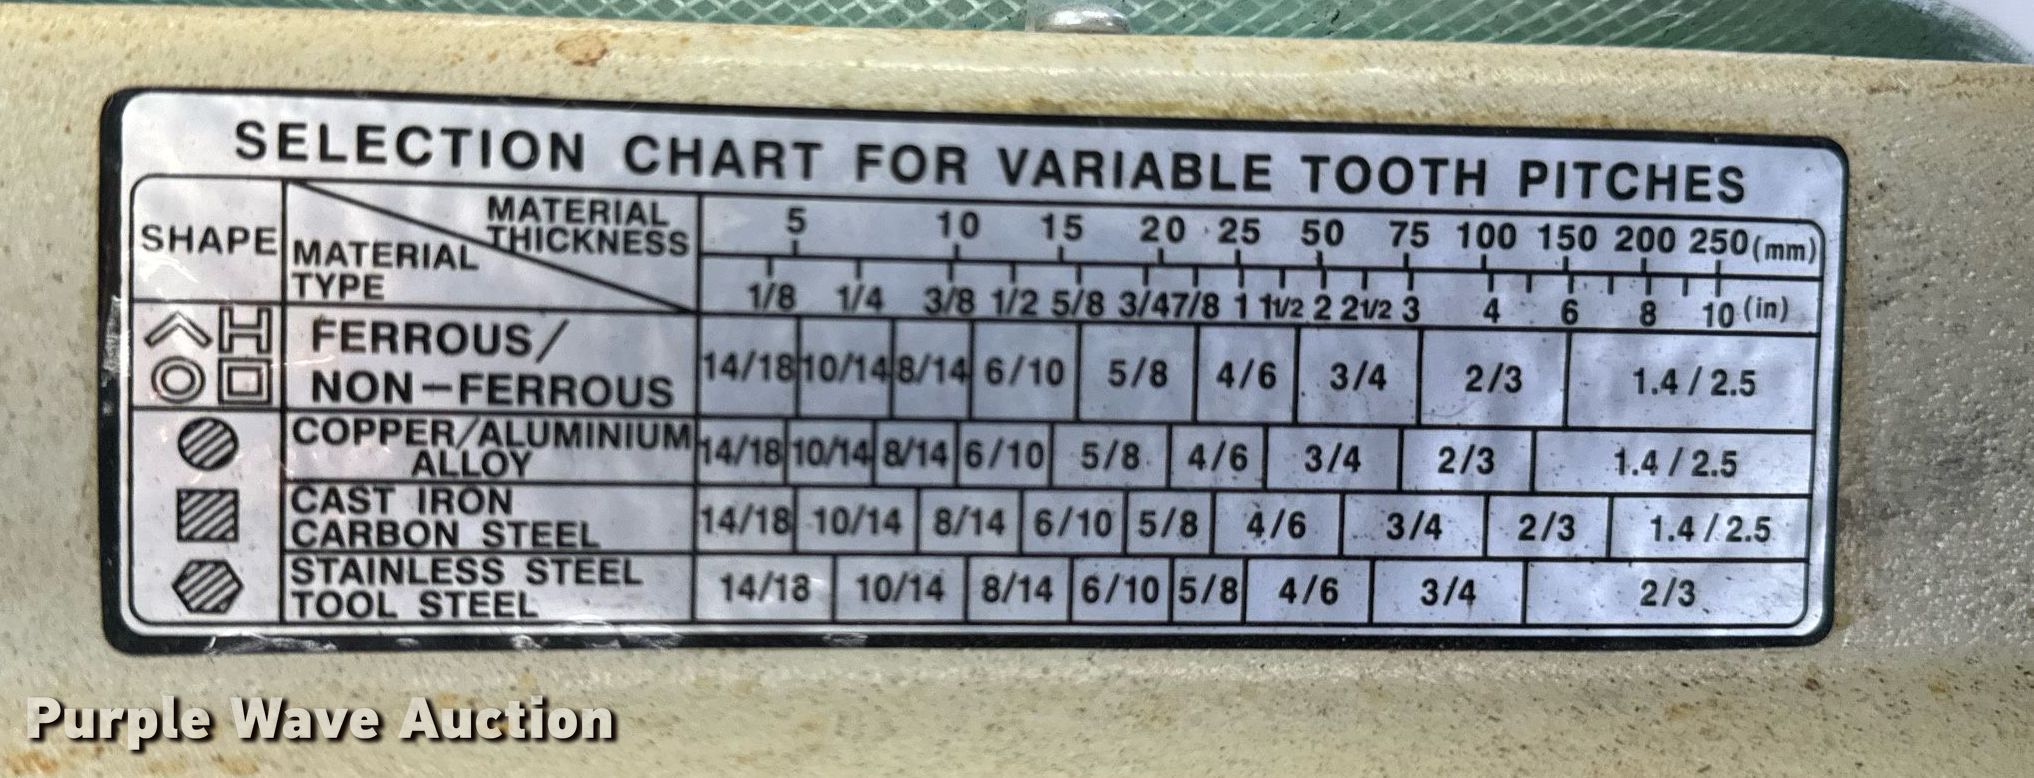 SELECTION CHART FOR VARIABLE TOOTH PITCHES
SHAPE
MATERIAL THICKNESS
MATERIAL TYPE
5 10 15 20 25 50 75 100 150 200 250 (mm)
1/8 1/4 3/8 1/2 5/8 3/4 7/8 1 1 1/2 2 2 1/2 3 4 6 8 10 (in)
FERROUS/
NON-FERROUS
14/18 10/14 8/14 6/10 5/8 4/6 3/4 2/3 1.4 / 2.5
COPPER/ALUMINIUM
ALLOY
14/18 10/14 8/14 6/10 5/8 4/6 3/4 2/3 1.4 / 2.5
CAST IRON
CARBON STEEL
14/18 10/14 8/14 6/10 5/8 4/6 3/4 2/3 1.4 / 2.5
STAINLESS STEEL
TOOL STEEL
14/18 10/14 8/14 6/10 5/8 4/6 3/4 2/3
Purple Wave Auction